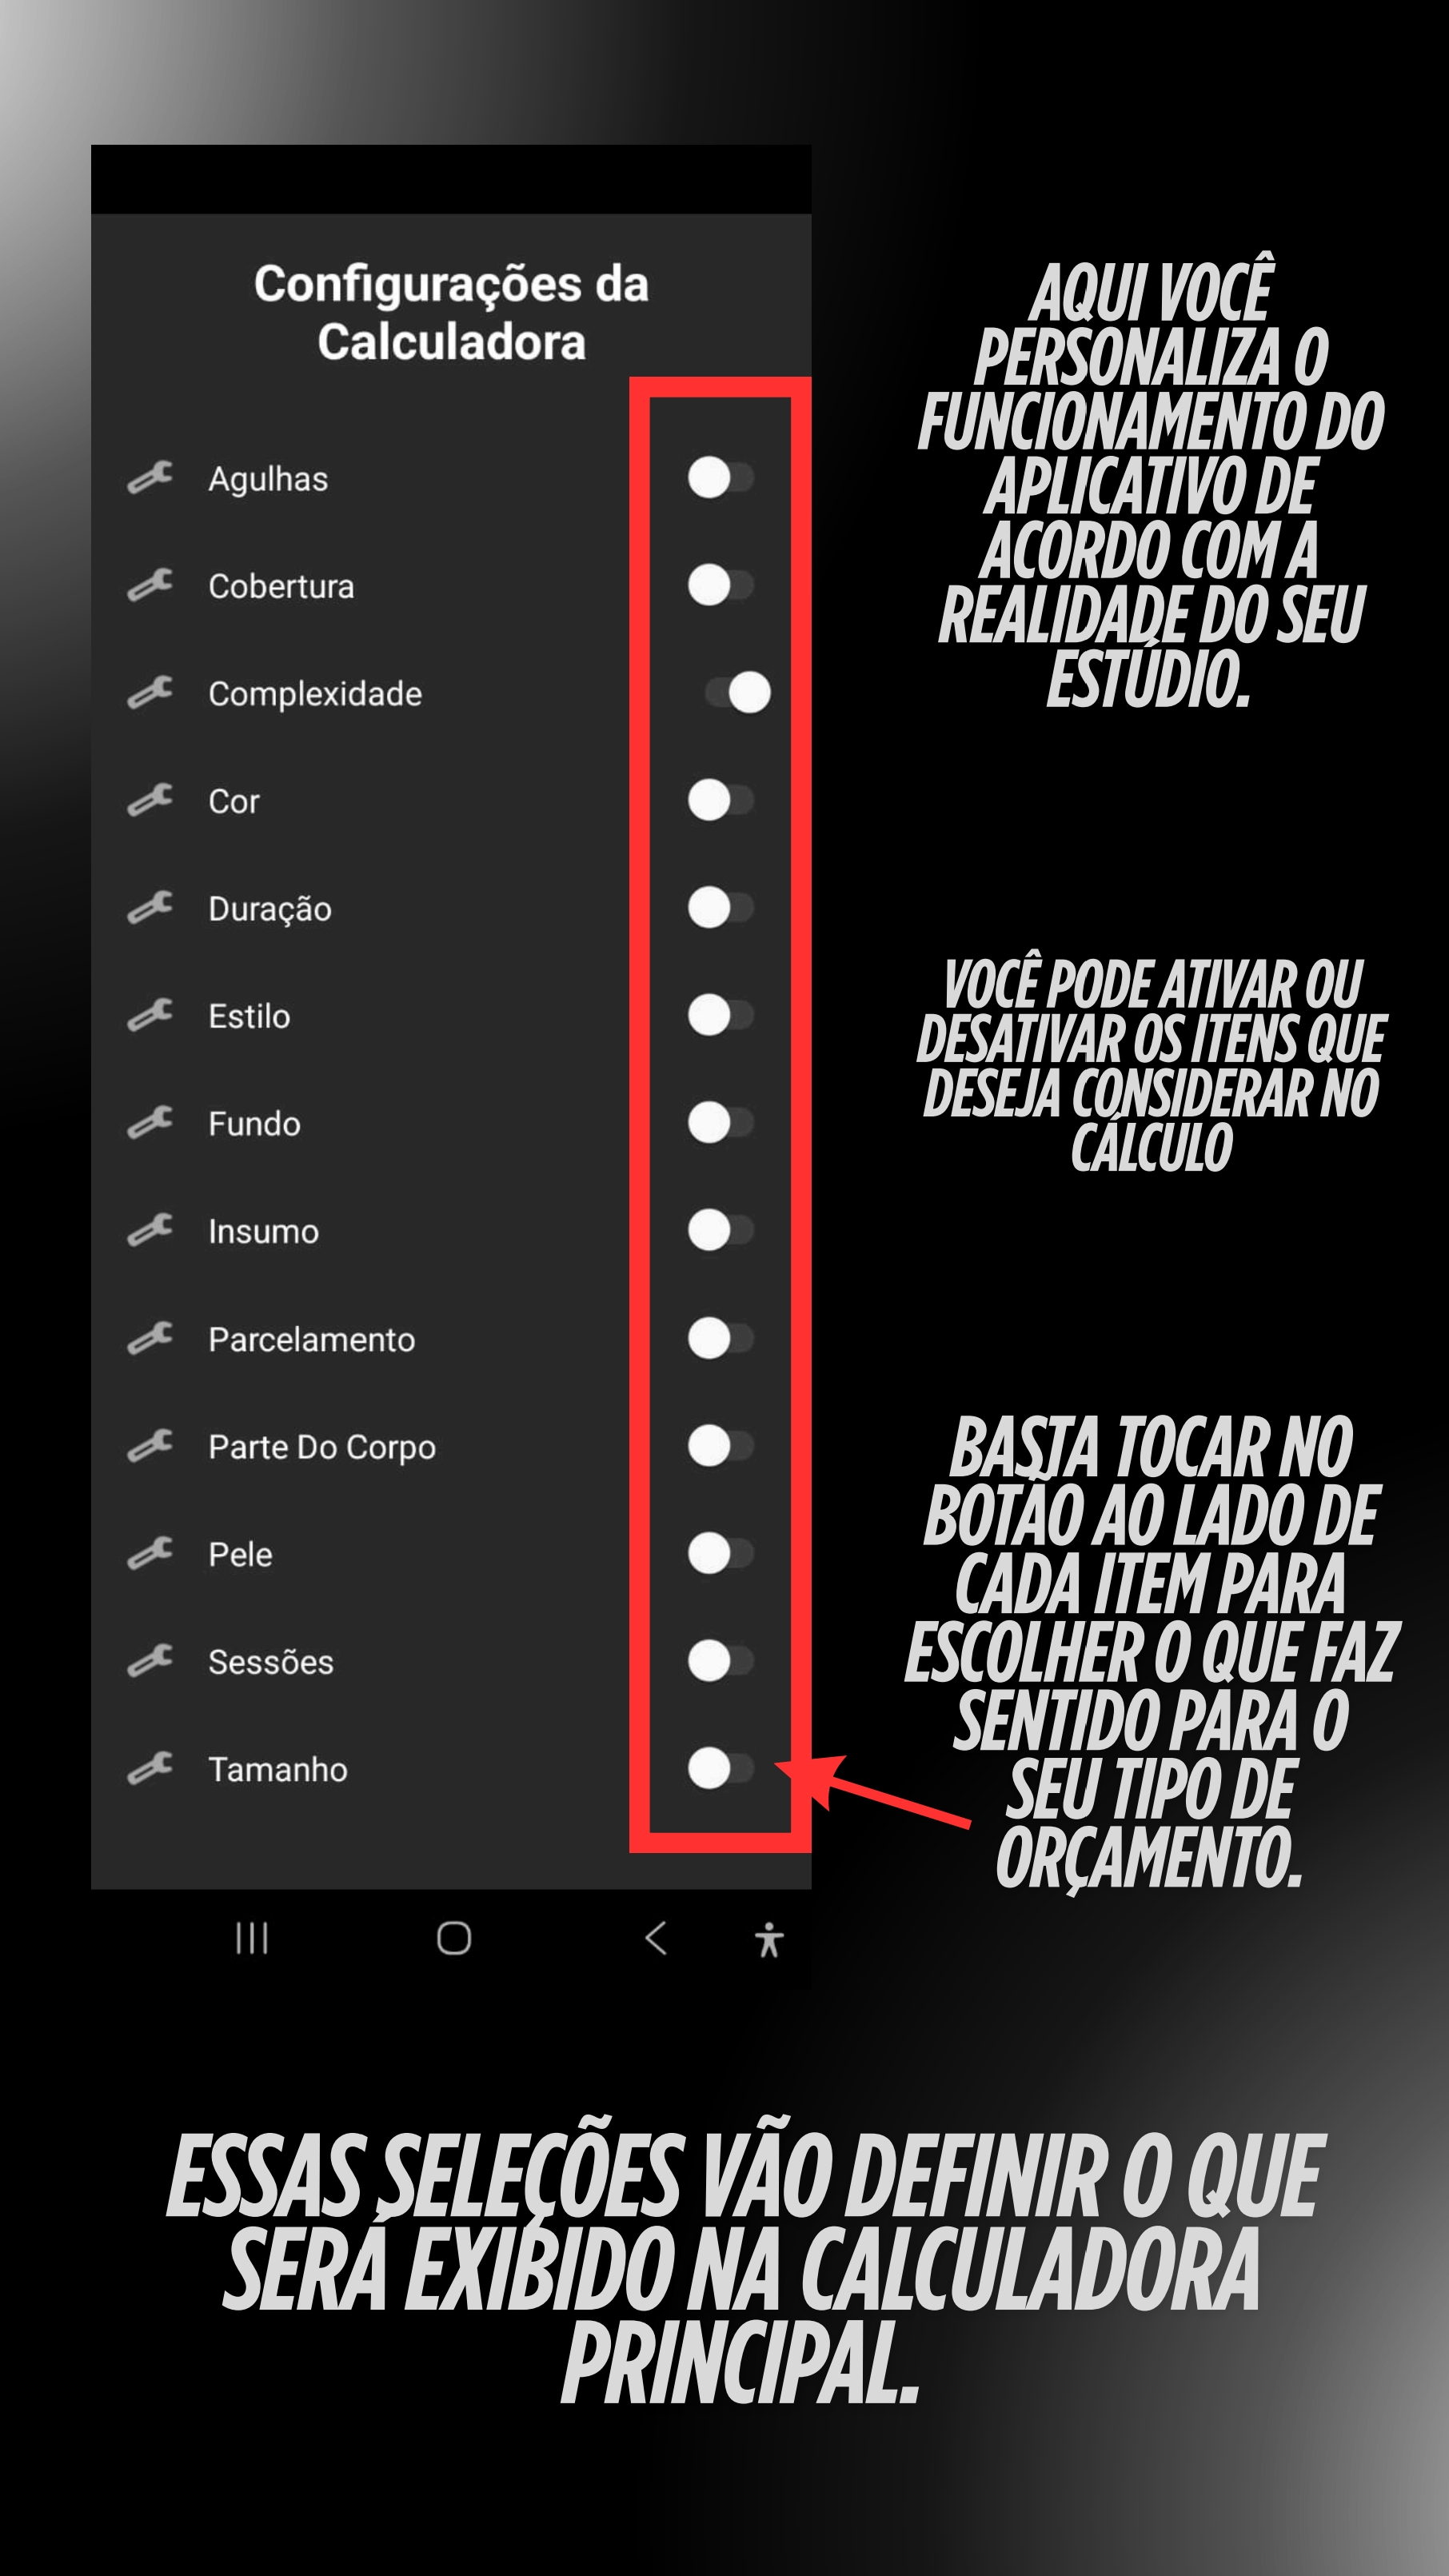 Configurações da
Calculadora
Agulhas
Cobertura
Complexidade
Cor
Duração
Estilo
Fundo
Insumo
Parcelamento
Parte Do Corpo
Pele
Sessões
Tamanho
AQUI VOCÊ
PERSONALIZA O
FUNCIONAMENTO DO
APLICATIVO DE
ACORDO COM A
REALIDADE DO SEU
ESTÚDIO.
VOCÊ PODE ATIVAR OU
DESATIVAR OS ITENS QUE
DESEJA CONSIDERAR NO
CÁLCULO
BASTA TOCAR NO
BOTÃO AO LADO DE
CADA ITEM PARA
ESCOLHER O QUE FAZ
SENTIDO PARA O
SEU TIPO DE
ORÇAMENTO.
ESSAS SELEÇÕES VÃO DEFINIR O QUE
SERÁ EXIBIDO NA CALCULADORA
PRINCIPAL.